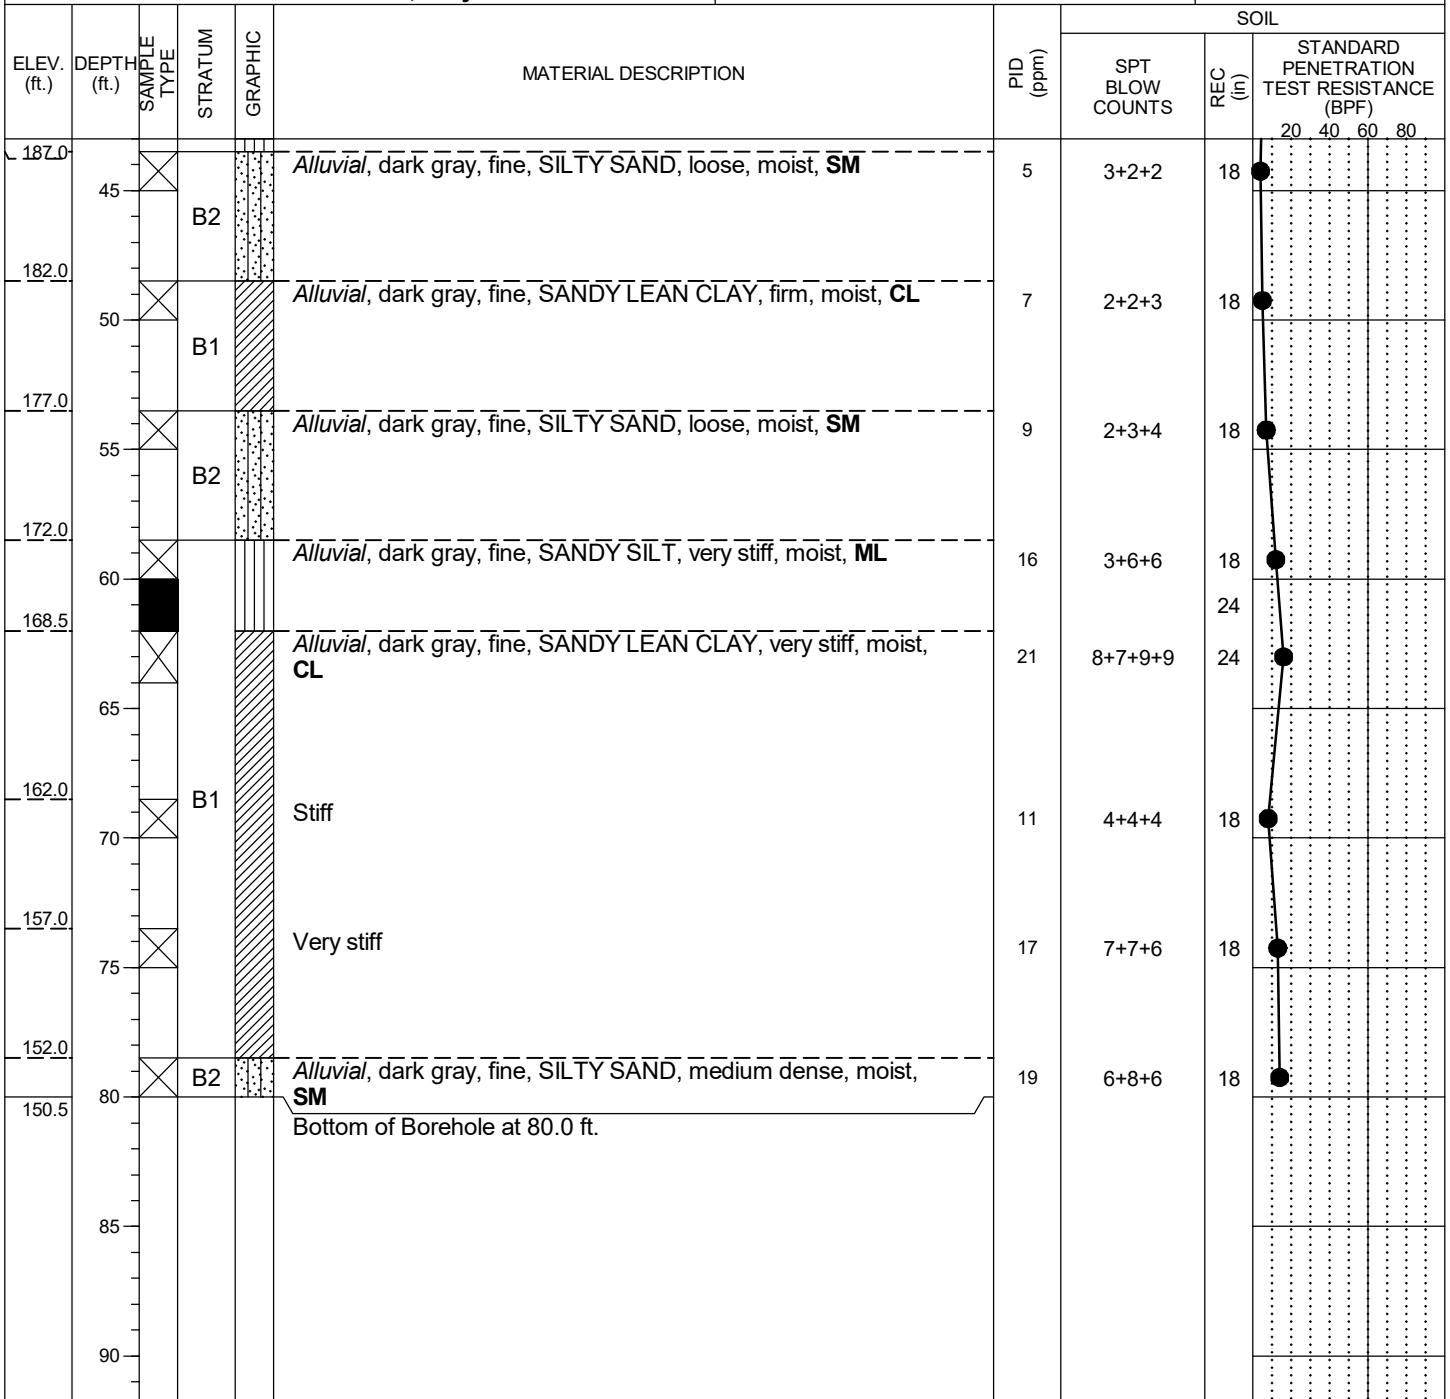 SOIL
ELEV. (ft.) DEPTH (ft.) SAMPLE TYPE STRATUM GRAPHIC MATERIAL DESCRIPTION PID (ppm) SPT BLOW COUNTS REC (in) STANDARD PENETRATION TEST RESISTANCE (BPF)
20 40 60 80
187.0 Alluvial, dark gray, fine, SILTY SAND, loose, moist, SM 5 3+2+2 18
45
B2
182.0
Alluvial, dark gray, fine, SANDY LEAN CLAY, firm, moist, CL 7 2+2+3 18
50
B1
177.0
Alluvial, dark gray, fine, SILTY SAND, loose, moist, SM 9 2+3+4 18
55
B2
172.0
Alluvial, dark gray, fine, SANDY SILT, very stiff, moist, ML 16 3+6+6 18
60
24
168.5
Alluvial, dark gray, fine, SANDY LEAN CLAY, very stiff, moist, 21 8+7+9+9 24
CL
65
162.0
B1
Stiff 11 4+4+4 18
70
157.0
Very stiff 17 7+7+6 18
75
152.0
B2 Alluvial, dark gray, fine, SILTY SAND, medium dense, moist, 19 6+8+6 18
SM
80
150.5
Bottom of Borehole at 80.0 ft.
85
90